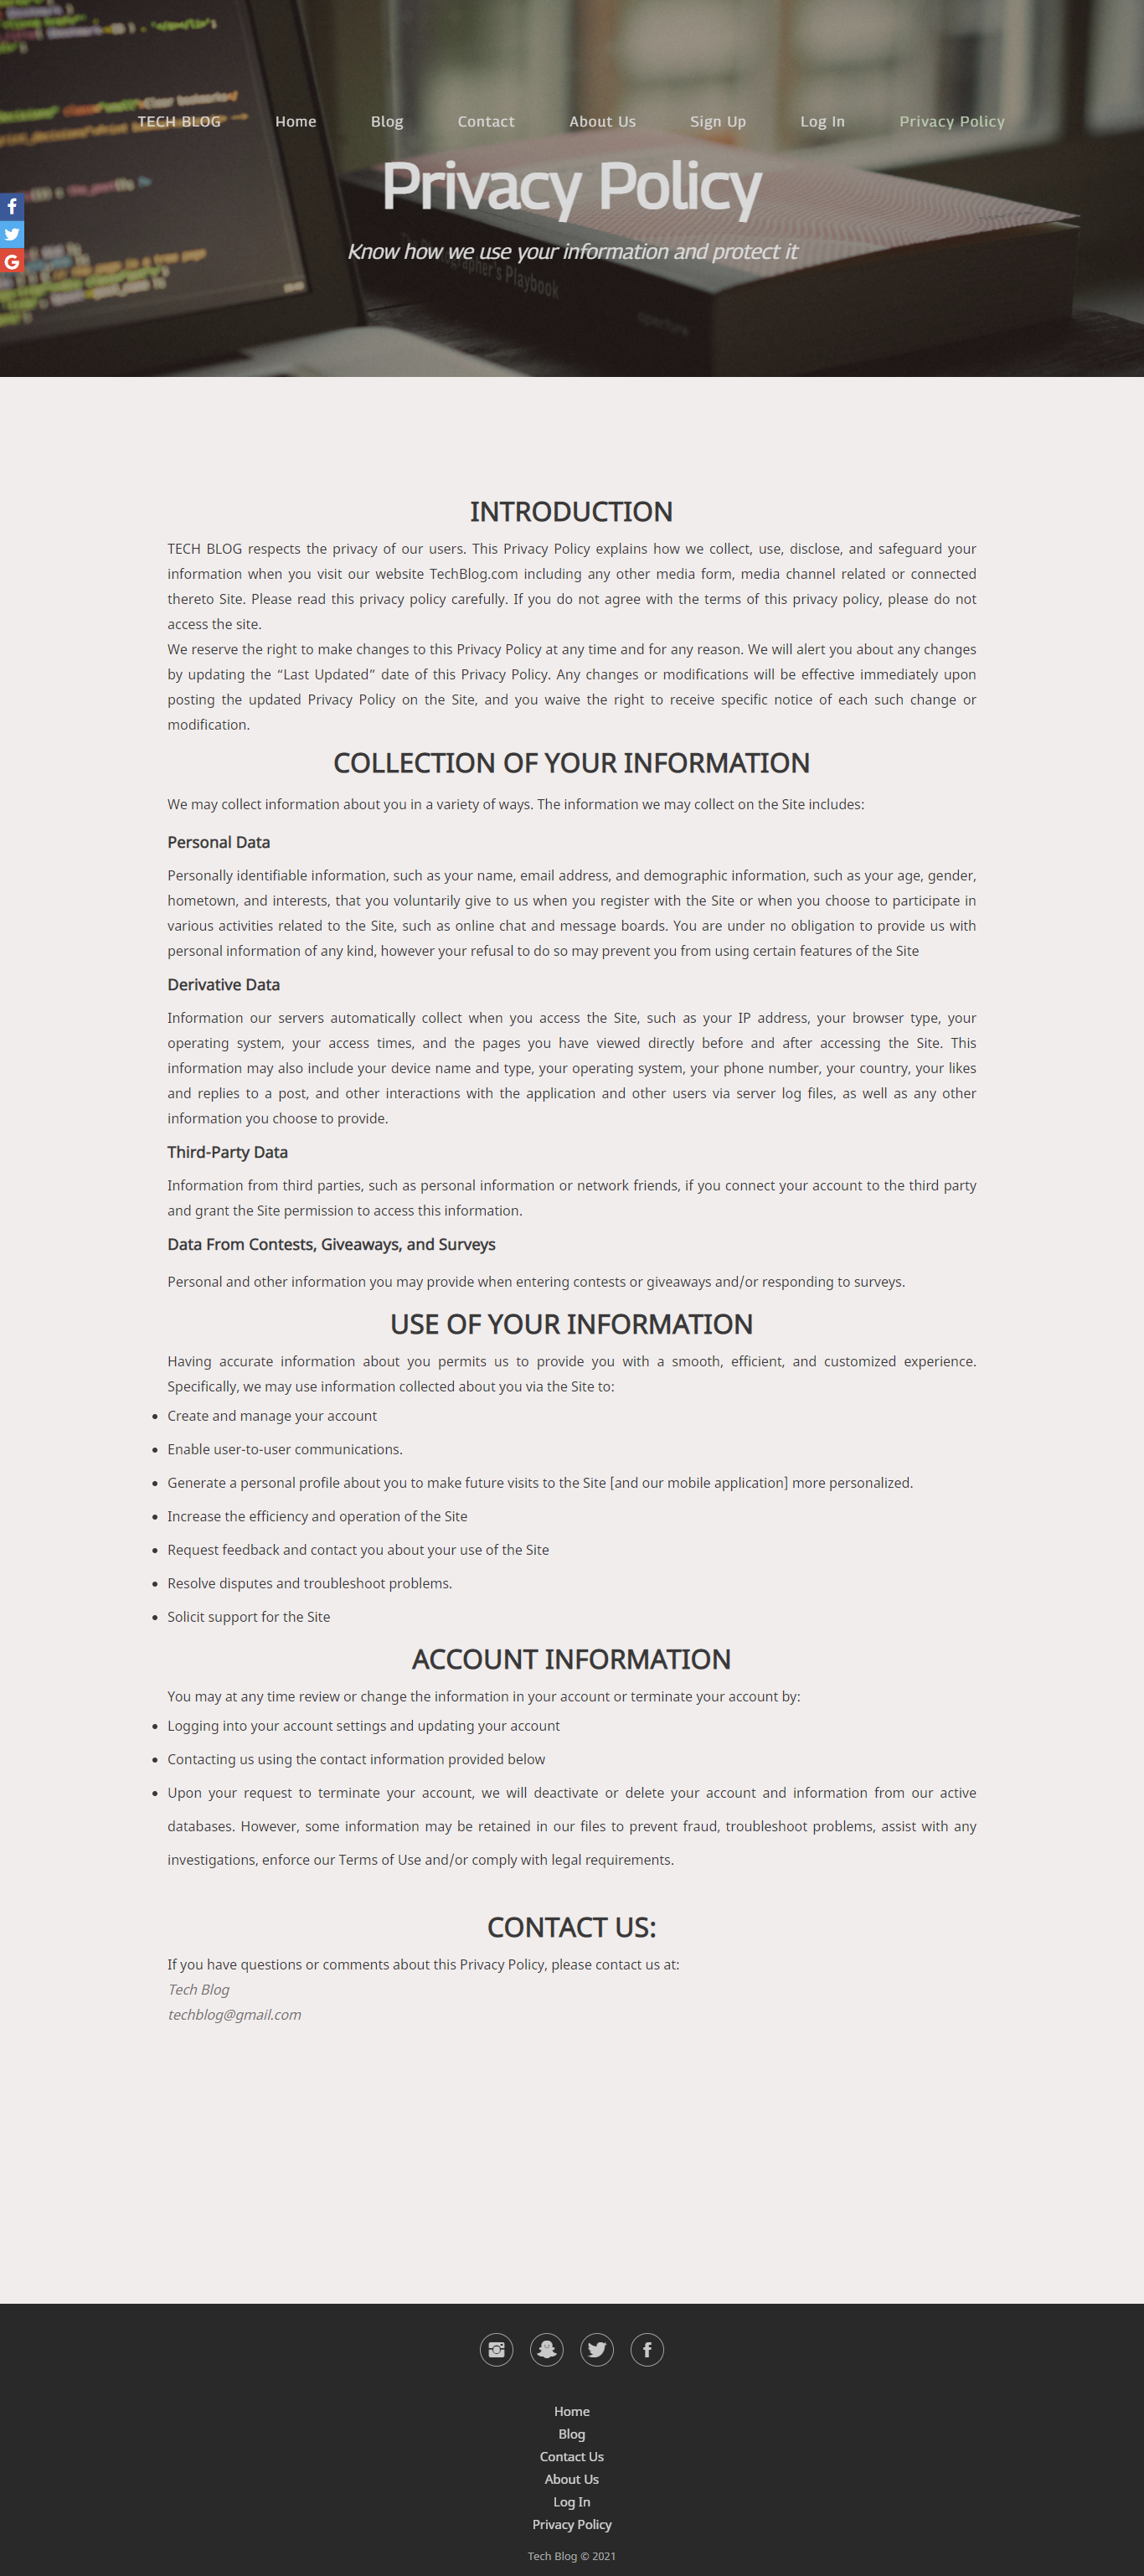 TECH BLOG Home Blog Contact About Us Sign Up Log In Privacy Policy
Privacy Policy
Know how we use your information and protect it
Playbook
aperture
INTRODUCTION
TECH BLOG respects the privacy of our users. This Privacy Policy explains how we collect, use, disclose, and safeguard your
information when you visit our website TechBlog.com including any other media form, media channel related or connected
thereto Site. Please read this privacy policy carefully. If you do not agree with the terms of this privacy policy, please do not
access the site.
We reserve the right to make changes to this Privacy Policy at any time and for any reason. We will alert you about any changes
by updating the “Last Updated” date of this Privacy Policy. Any changes or modifications will be effective immediately upon
posting the updated Privacy Policy on the Site, and you waive the right to receive specific notice of each such change or
modification.
COLLECTION OF YOUR INFORMATION
We may collect information about you in a variety of ways. The information we may collect on the Site includes:
Personal Data
Personally identifiable information, such as your name, email address, and demographic information, such as your age, gender,
hometown, and interests, that you voluntarily give to us when you register with the Site or when you choose to participate in
various activities related to the Site, such as online chat and message boards. You are under no obligation to provide us with
personal information of any kind, however your refusal to do so may prevent you from using certain features of the Site
Derivative Data
Information our servers automatically collect when you access the Site, such as your IP address, your browser type, your
operating system, your access times, and the pages you have viewed directly before and after accessing the Site. This
information may also include your device name and type, your operating system, your phone number, your country, your likes
and replies to a post, and other interactions with the application and other users via server log files, as well as any other
information you choose to provide.
Third-Party Data
Information from third parties, such as personal information or network friends, if you connect your account to the third party
and grant the Site permission to access this information.
Data From Contests, Giveaways, and Surveys
Personal and other information you may provide when entering contests or giveaways and/or responding to surveys.
USE OF YOUR INFORMATION
Having accurate information about you permits us to provide you with a smooth, efficient, and customized experience.
Specifically, we may use information collected about you via the Site to:
• Create and manage your account
• Enable user-to-user communications.
• Generate a personal profile about you to make future visits to the Site [and our mobile application] more personalized.
• Increase the efficiency and operation of the Site
• Request feedback and contact you about your use of the Site
• Resolve disputes and troubleshoot problems.
• Solicit support for the Site
ACCOUNT INFORMATION
You may at any time review or change the information in your account or terminate your account by:
• Logging into your account settings and updating your account
• Contacting us using the contact information provided below
• Upon your request to terminate your account, we will deactivate or delete your account and information from our active
databases. However, some information may be retained in our files to prevent fraud, troubleshoot problems, assist with any
investigations, enforce our Terms of Use and/or comply with legal requirements.
CONTACT US:
If you have questions or comments about this Privacy Policy, please contact us at:
Tech Blog
techblog@gmail.com
Home
Blog
Contact Us
About Us
Log In
Privacy Policy
Tech Blog © 2021